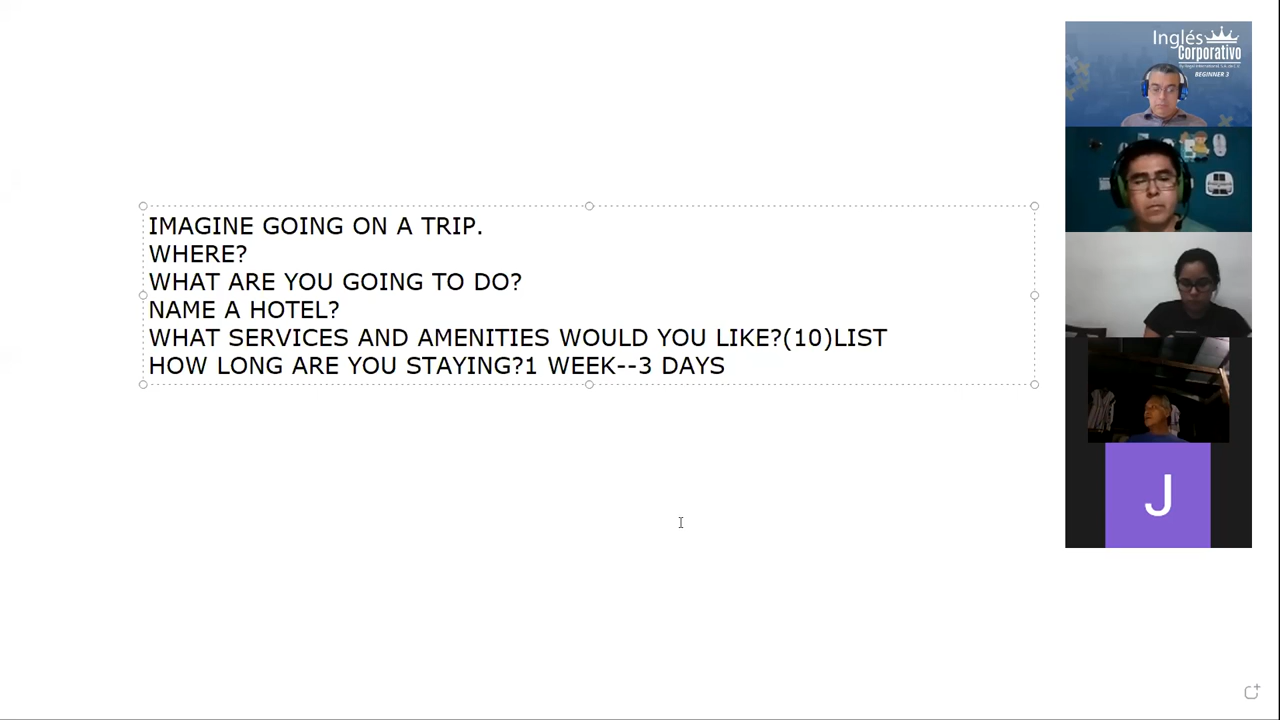 IMAGINE GOING ON A TRIP.
WHERE?
WHAT ARE YOU GOING TO DO?
NAME A HOTEL?
WHAT SERVICES AND AMENITIES WOULD YOU LIKE?(10)LIST
HOW LONG ARE YOU STAYING?1 WEEK--3 DAYS
Inglés
Corporativo
BEGINNER 3
J